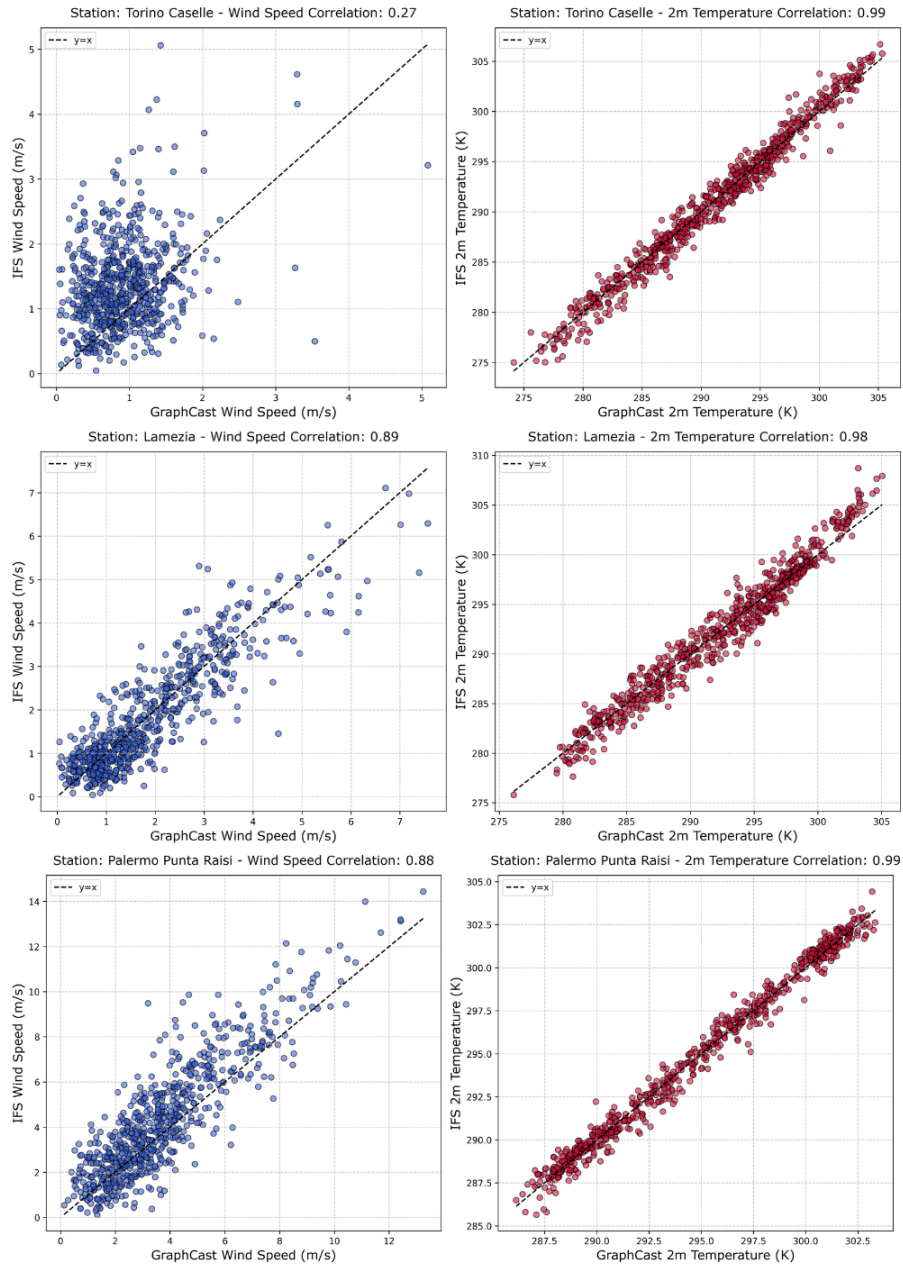 Station: Torino Caselle - Wind Speed Correlation: 0.27
y=x
5
4
3
2
1
0
IFS Wind Speed (m/s)
0 1 2 3 4 5
GraphCast Wind Speed (m/s)
Station: Torino Caselle - 2m Temperature Correlation: 0.99
y=x
305
300
295
290
285
280
275
IFS 2m Temperature (K)
275 280 285 290 295 300 305
GraphCast 2m Temperature (K)
Station: Lamezia - Wind Speed Correlation: 0.89
y=x
7
6
5
4
3
2
1
0
IFS Wind Speed (m/s)
0 1 2 3 4 5 6 7
GraphCast Wind Speed (m/s)
Station: Lamezia - 2m Temperature Correlation: 0.98
y=x
310
305
300
295
290
285
280
275
IFS 2m Temperature (K)
275 280 285 290 295 300 305
GraphCast 2m Temperature (K)
Station: Palermo Punta Raisi - Wind Speed Correlation: 0.88
y=x
14
12
10
8
6
4
2
0
IFS Wind Speed (m/s)
0 2 4 6 8 10 12
GraphCast Wind Speed (m/s)
Station: Palermo Punta Raisi - 2m Temperature Correlation: 0.99
y=x
305.0
302.5
300.0
297.5
295.0
292.5
290.0
287.5
285.0
IFS 2m Temperature (K)
287.5 290.0 292.5 295.0 297.5 300.0 302.5
GraphCast 2m Temperature (K)